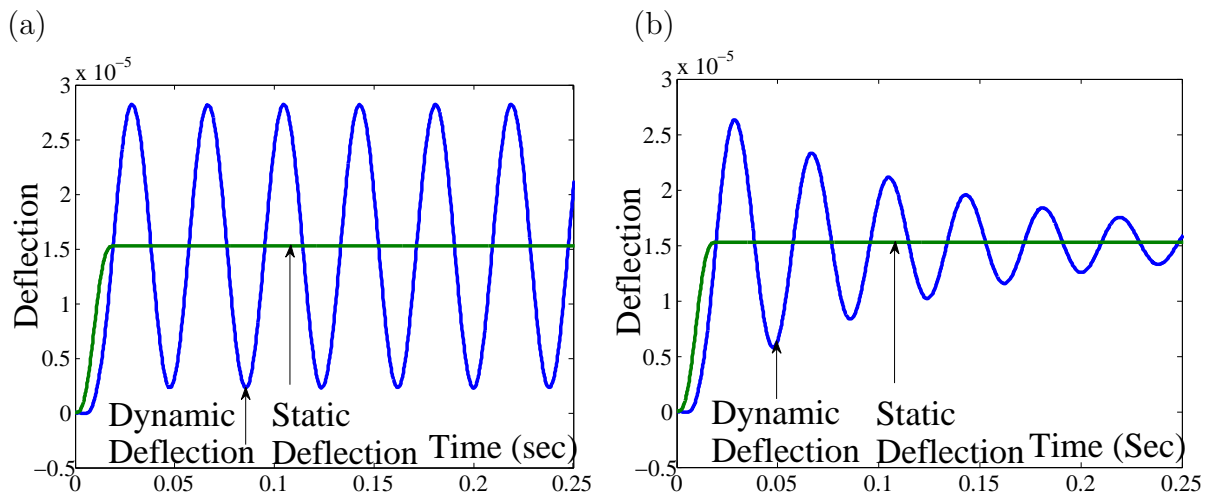 (a)
x 10⁻⁵
3
2.5
2
1.5
1
0.5
0
−0.5
0 0.05 0.1 0.15 0.2 0.25
Deflection
Dynamic
Deflection
Static
Deflection
Time (sec)
(b)
x 10⁻⁵
3
2.5
2
1.5
1
0.5
0
−0.5
0 0.05 0.1 0.15 0.2 0.25
Deflection
Dynamic
Deflection
Static
Deflection
Time (Sec)